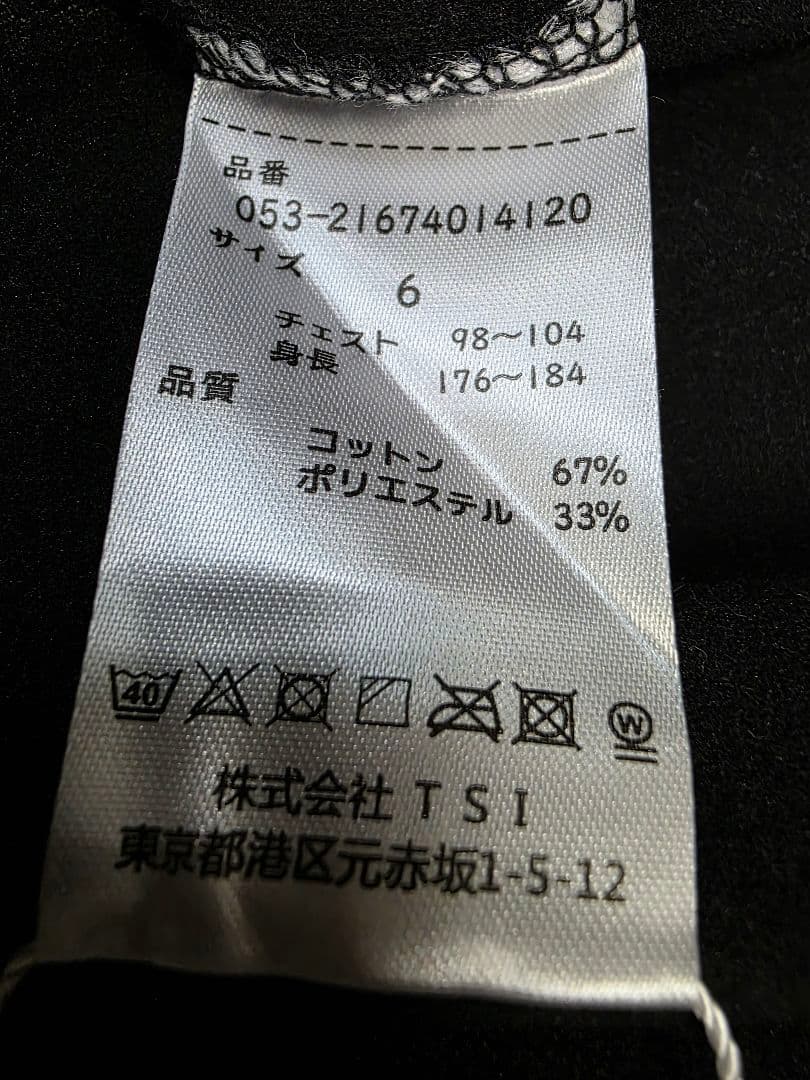 品番
053-21674014120
サイズ
6
チェスト 98〜104
身長 176〜184
品質
コットン 67%
ポリエステル 33%
40
W
株式会社 TSI
東京都港区元赤坂1-5-12